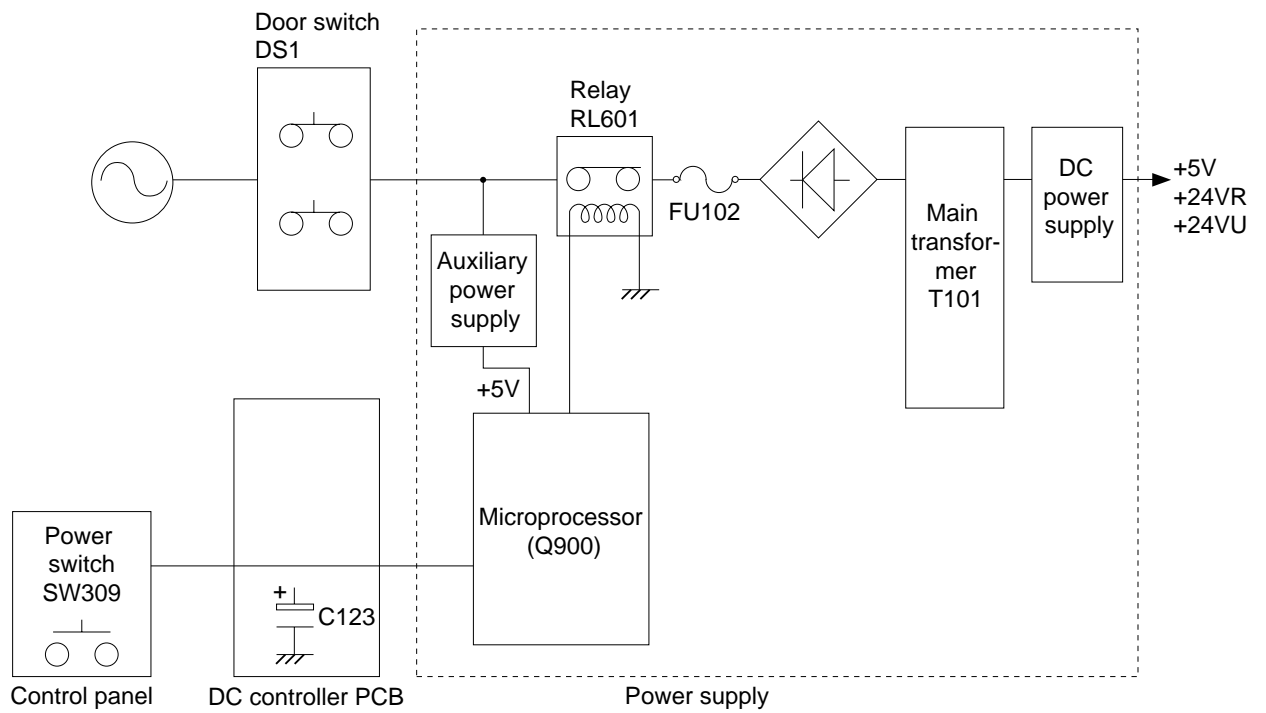 Door switch
DS1
Relay
RL601
FU102
Main
transfor-
mer
T101
DC
power
supply
+5V
+24VR
+24VU
Auxiliary
power
supply
+5V
Microprocessor
(Q900)
Power
switch
SW309
+
C123
Control panel
DC controller PCB
Power supply